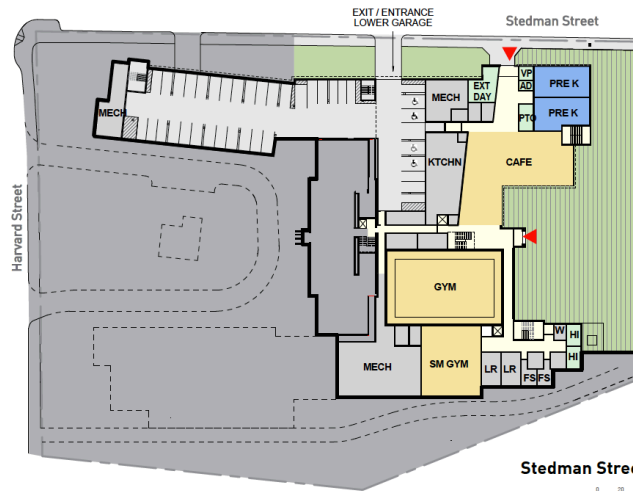 EXIT / ENTRANCE
LOWER GARAGE
Stedman Street
VP
EXT
DAY
AD
PRE K
MECH
MECH
PTO
PRE K
KTCHN
CAFE
Harvard Street
GYM
W
HI
MECH
SM GYM
HI
LR
LR
FS
FS
Stedman Stree